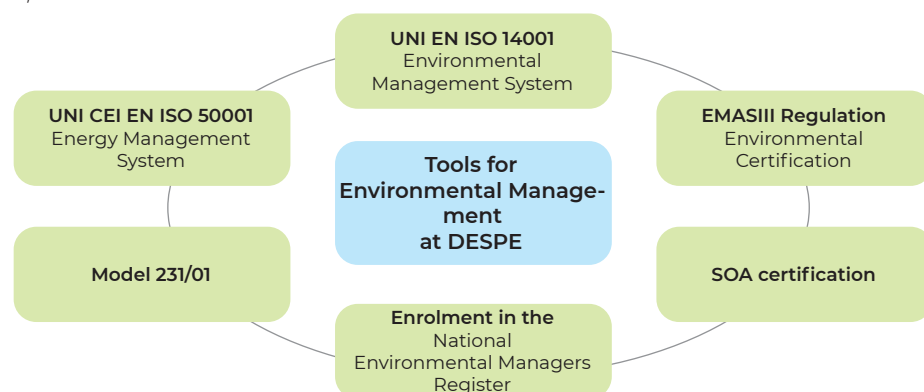 UNI EN ISO 14001
Environmental
Management System
UNI CEI EN ISO 50001
Energy Management
System
EMASIII Regulation
Environmental
Certification
Tools for
Environmental Manage-
ment
at DESPE
Model 231/01
SOA certification
Enrolment in the
National
Environmental Managers
Register